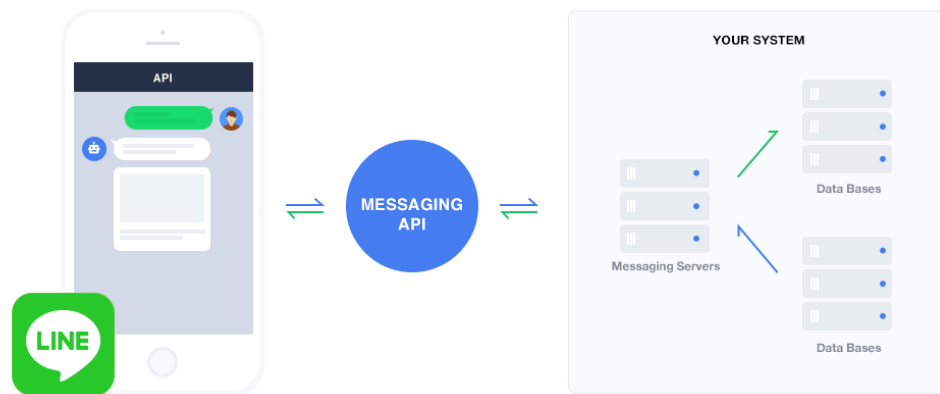 API
LINE
MESSAGING
API
YOUR SYSTEM
Messaging Servers
Data Bases
Data Bases